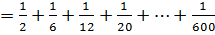 = 1/2 + 1/6 + 1/12 + 1/20 + ⋯ + 1/600